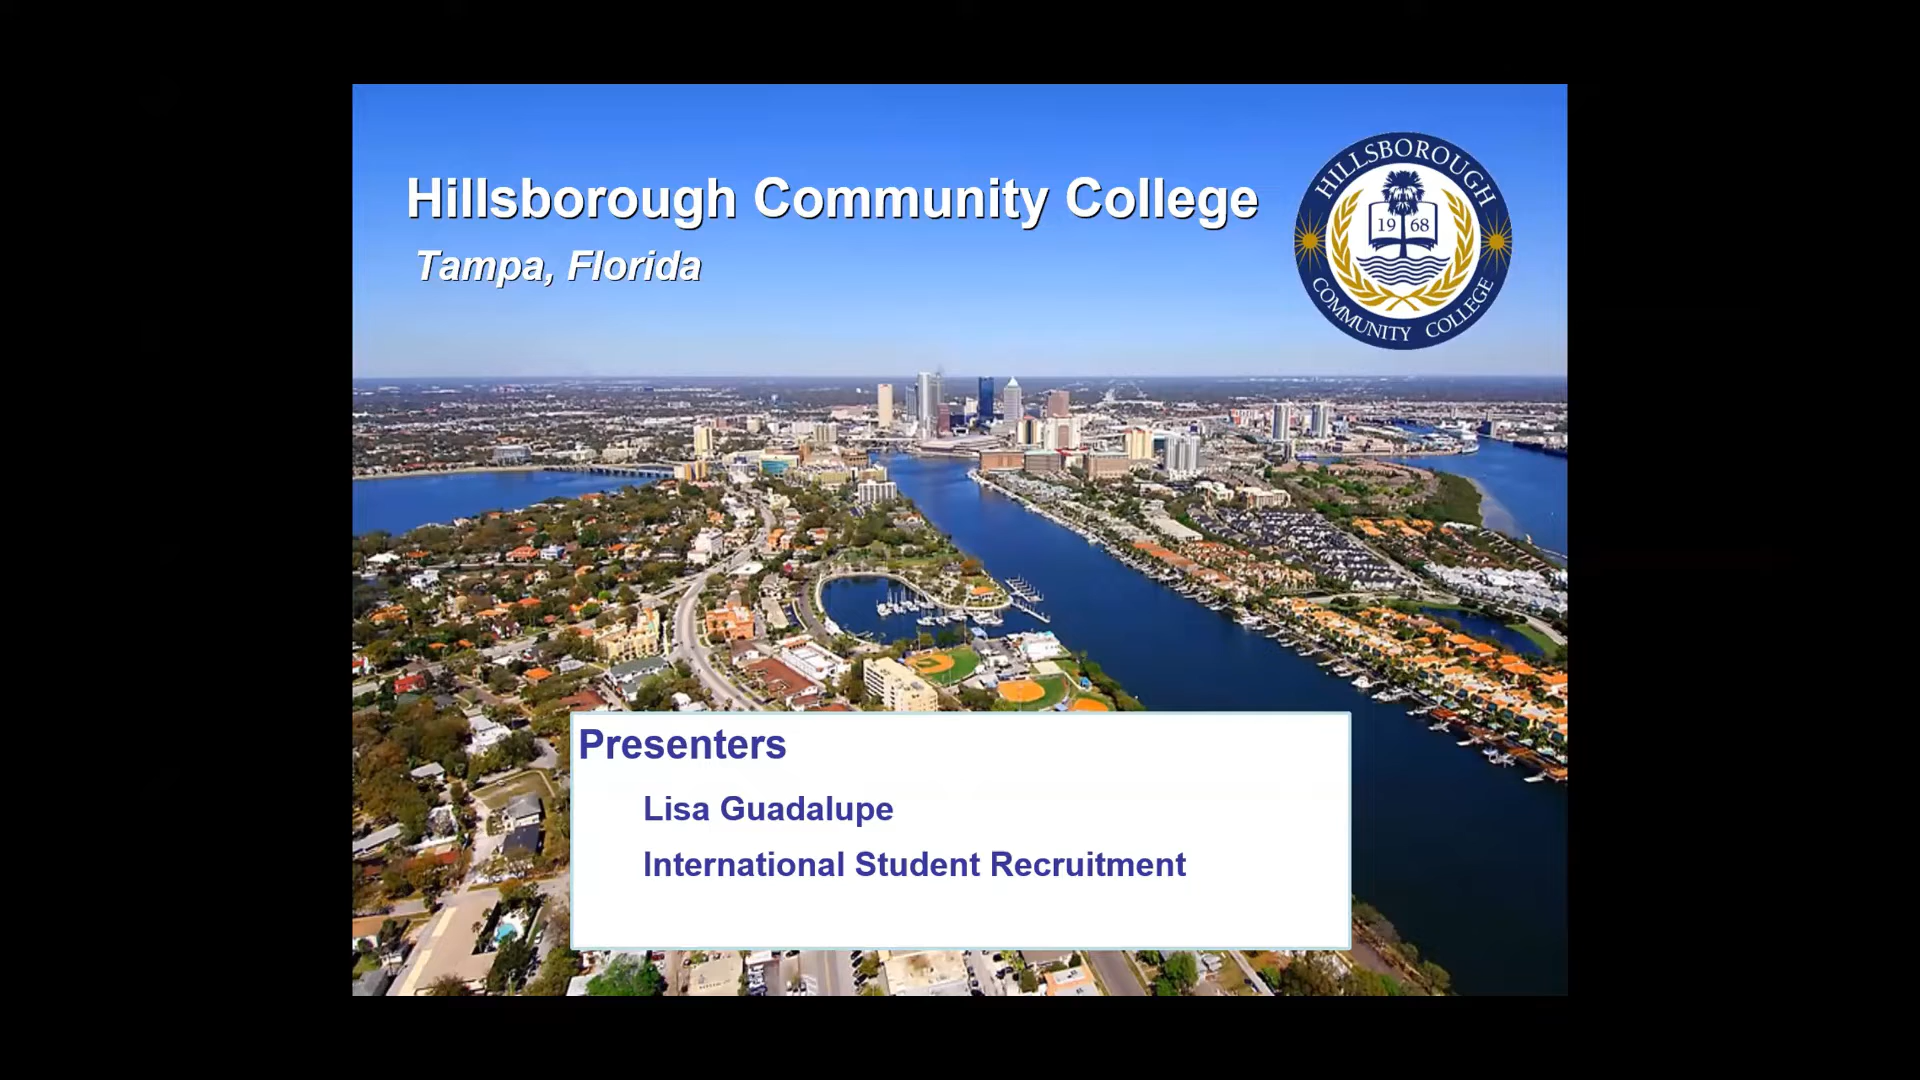 Hillsborough Community College
Tampa, Florida
HILLSBOROUGH
19 68
COMMUNITY COLLEGE
Presenters
Lisa Guadalupe
International Student Recruitment